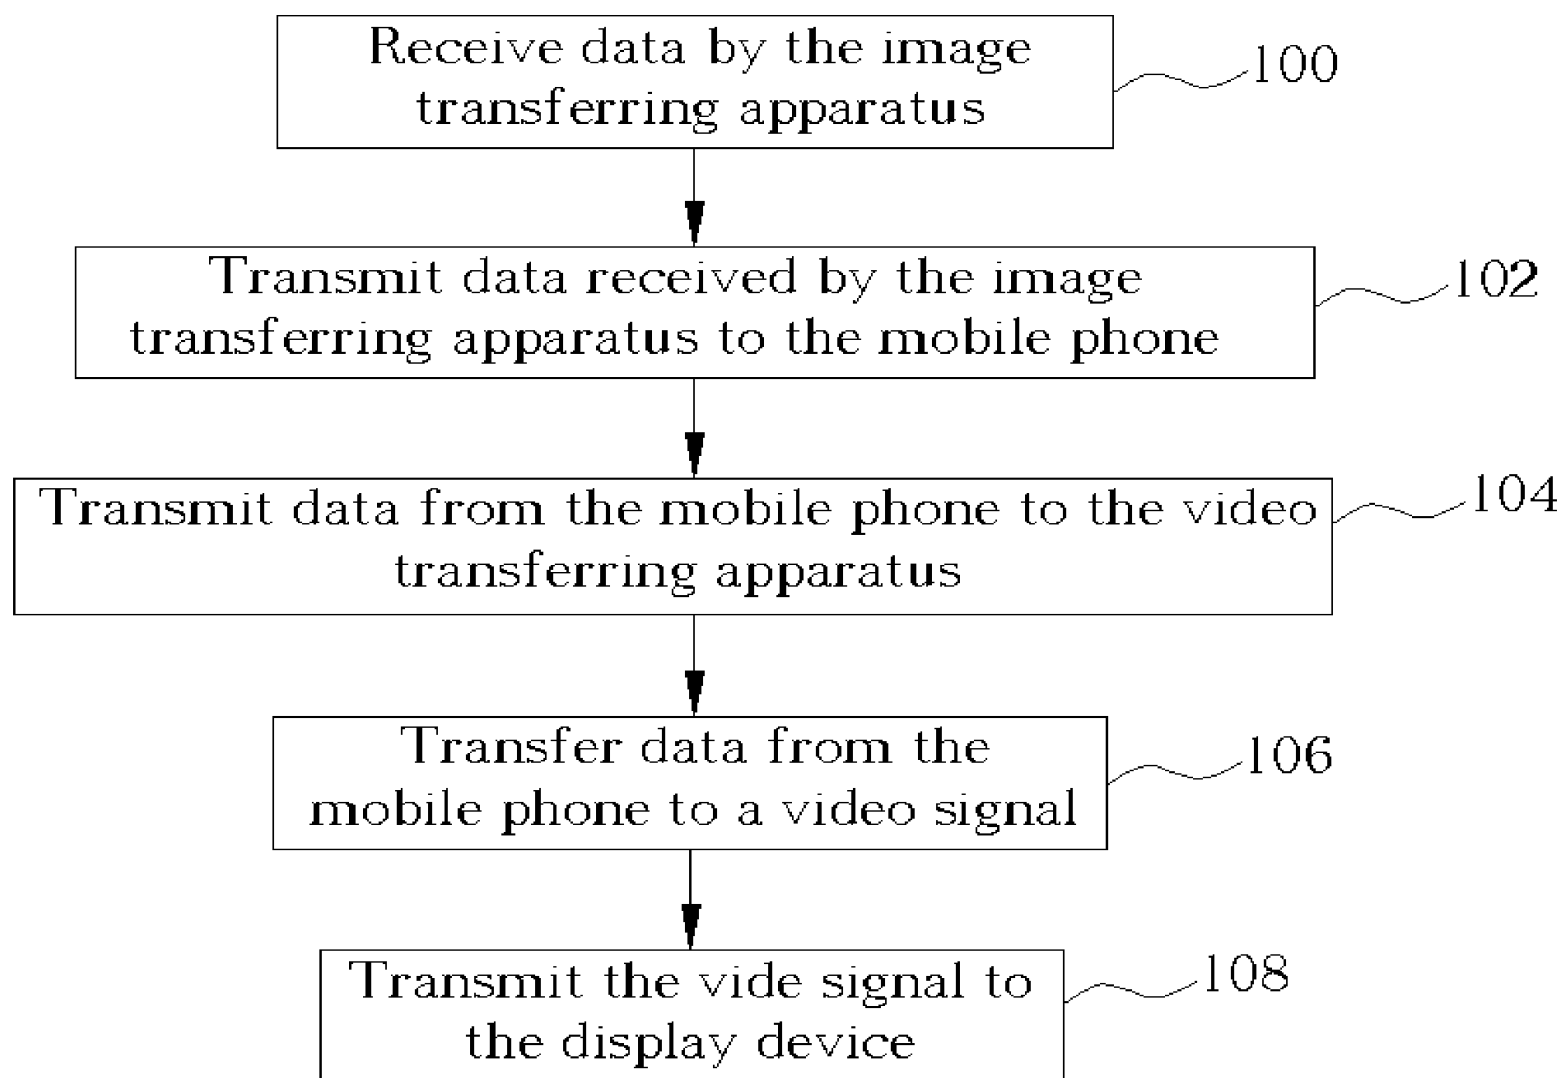 Receive data by the image
transferring apparatus
100
Transmit data received by the image
transferring apparatus to the mobile phone
102
Transmit data from the mobile phone to the video
transferring apparatus
104
Transfer data from the
mobile phone to a video signal
106
Transmit the vide signal to
the display device
108